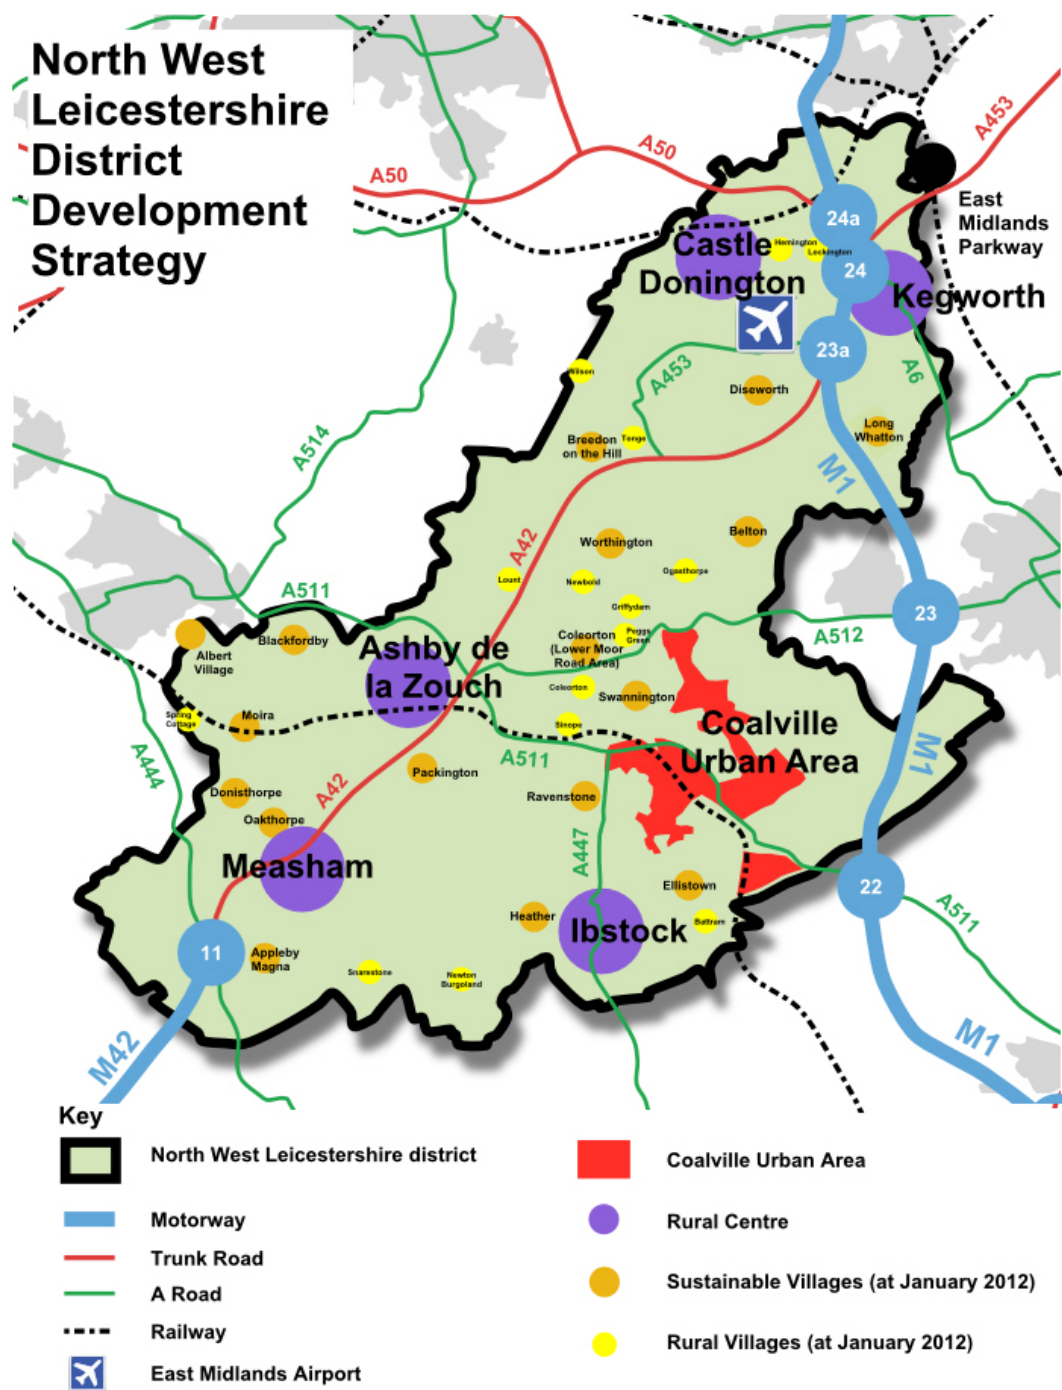 North West
Leicestershire
District
Development
Strategy
A50
A50
A453
24a
East
Midlands
Parkway
Castle
Donington
Hemington
Lockington
24
Kegworth
23a
A453
A6
Wilson
Diseworth
Long
Whatton
Breedon
on the Hill
Tonge
A514
M1
A42
Worthington
Belton
Lount
Newbold
Osgathorpe
A511
Griffydam
23
A512
Peggs
Green
Blackfordby
Albert
Village
Ashby de
la Zouch
Coleorton
(Lower Moor
Road Area)
Coleorton
Swannington
Spring
Cottage
Moira
Sinope
Coalville
Urban Area
A511
M1
A444
Packington
Donisthorpe
A42
Ravenstone
Oakthorpe
Measham
A447
Ellistown
22
A511
Heather
Ibstock
Battram
11
Appleby
Magna
Snarestone
Newton
Burgoland
M42
M1
Key
North West Leicestershire district
Motorway
Trunk Road
A Road
Railway
East Midlands Airport
Coalville Urban Area
Rural Centre
Sustainable Villages (at January 2012)
Rural Villages (at January 2012)